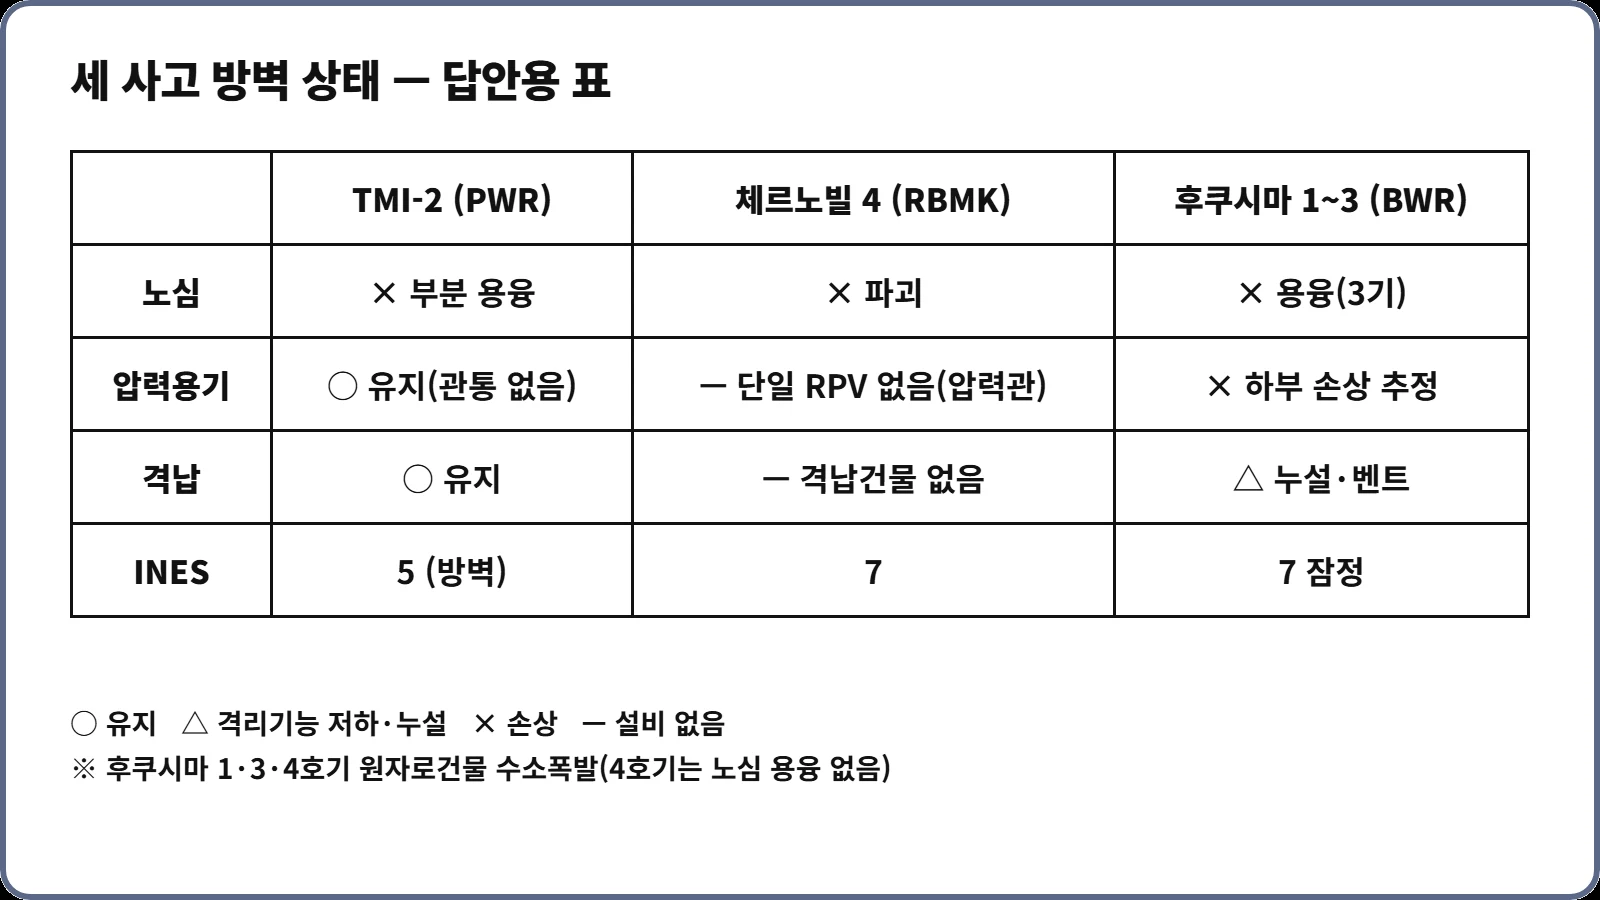 세 사고 방벽 상태 — 답안용 표
TMI-2 (PWR) 체르노빌 4 (RBMK) 후쿠시마 1~3 (BWR)
노심 × 부분 용융 × 파괴 × 용융(3기)
압력용기 ○ 유지(관통 없음) — 단일 RPV 없음(압력관) × 하부 손상 추정
격납 ○ 유지 — 격납건물 없음 △ 누설·벤트
INES 5 (방벽) 7 7 잠정
○ 유지 △ 격리기능 저하·누설 × 손상 — 설비 없음
※ 후쿠시마 1·3·4호기 원자로건물 수소폭발(4호기는 노심 용융 없음)